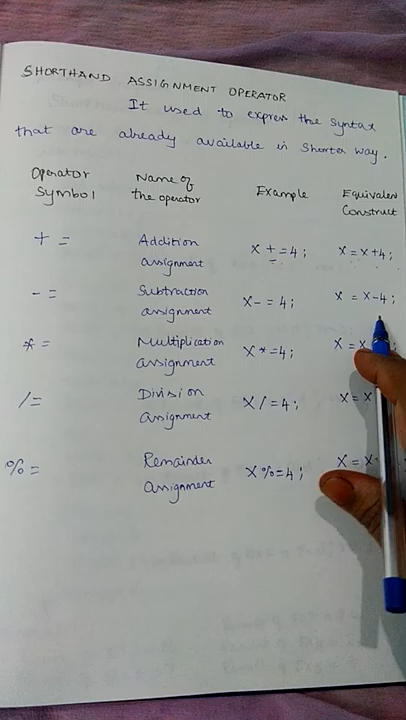 SHORTHAND ASSIGNMENT OPERATOR
It used to express the syntax
that are already available in shorter way.
Operator Symbol Name of the operator Example Equivalent Construct
+ = Addition assignment X + = 4 ; X = X + 4 ;
- = Subtraction assignment X - = 4 ; X = X - 4 ;
* = Multiplication assignment X * = 4 ; X = X ;
/ = Division assignment X / = 4 ; X = X
% = Remainder assignment X % = 4 ; X = X